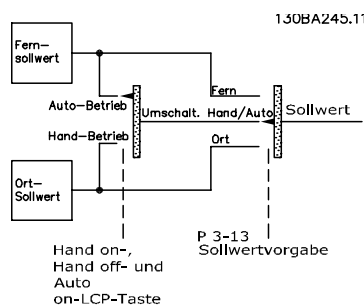 130BA245.11
Fern—
sollwert
Auto-Betrieb
Fern
Umschalt. Hand/Auto
Sollwert
Hand-Betrieb
Ort
Ort—
Sollwert
P 3-13
Sollwertvorgabe
Hand on-,
Hand off- und
Auto
on-LCP-Taste